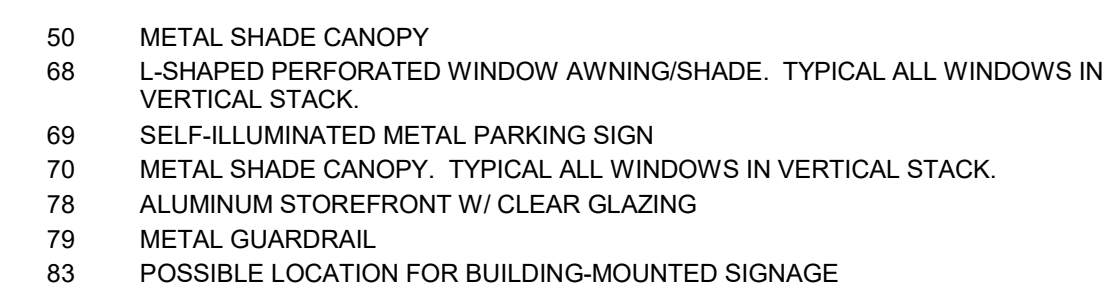 50 METAL SHADE CANOPY
68 L-SHAPED PERFORATED WINDOW AWNING/SHADE. TYPICAL ALL WINDOWS IN
VERTICAL STACK.
69 SELF-ILLUMINATED METAL PARKING SIGN
70 METAL SHADE CANOPY. TYPICAL ALL WINDOWS IN VERTICAL STACK.
78 ALUMINUM STOREFRONT W/ CLEAR GLAZING
79 METAL GUARDRAIL
83 POSSIBLE LOCATION FOR BUILDING-MOUNTED SIGNAGE